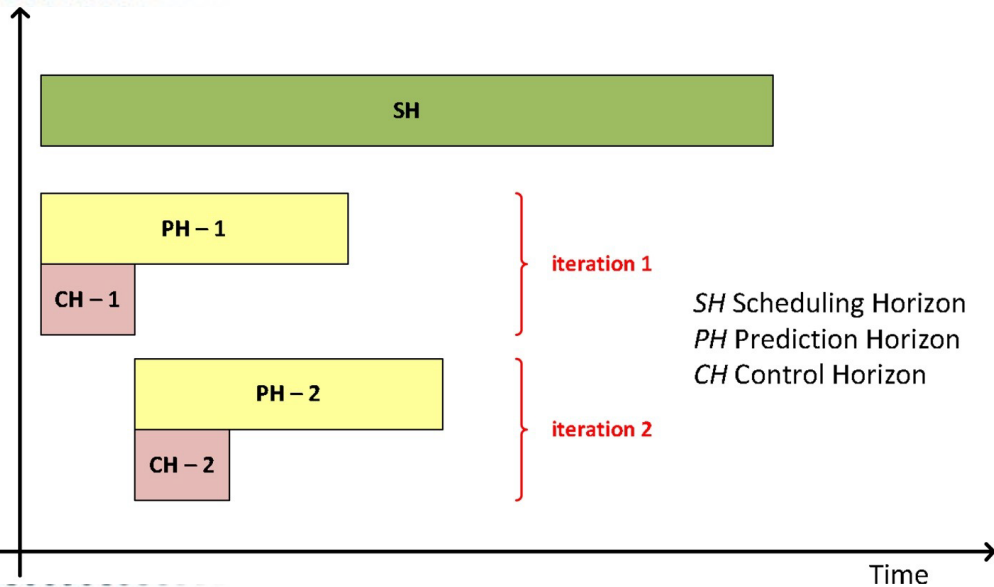 SH
PH – 1
CH – 1
iteration 1
SH Scheduling Horizon
PH Prediction Horizon
CH Control Horizon
PH – 2
CH – 2
iteration 2
Time